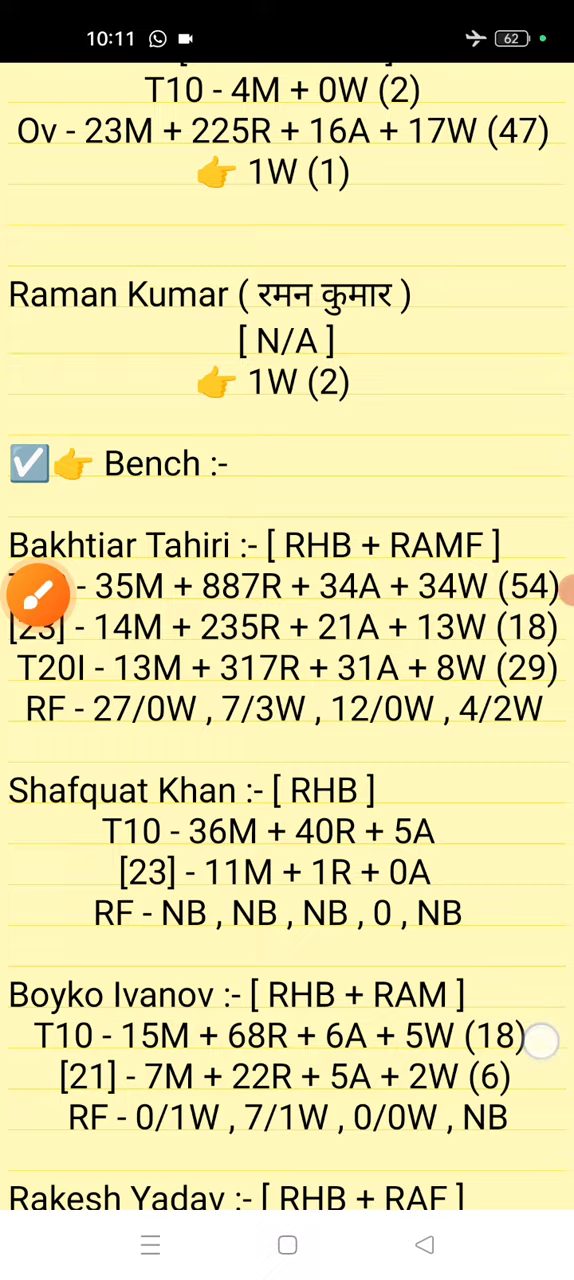 10:11
62
T10 - 4M + 0W (2)
Ov - 23M + 225R + 16A + 17W (47)
👉 1W (1)
Raman Kumar ( रमन कुमार )
[ N/A ]
👉 1W (2)
☑️👉 Bench :-
Bakhtiar Tahiri :- [ RHB + RAMF ]
- 35M + 887R + 34A + 34W (54)
[23] - 14M + 235R + 21A + 13W (18)
T20I - 13M + 317R + 31A + 8W (29)
RF - 27/0W , 7/3W , 12/0W , 4/2W
Shafquat Khan :- [ RHB ]
T10 - 36M + 40R + 5A
[23] - 11M + 1R + 0A
RF - NB , NB , NB , 0 , NB
Boyko Ivanov :- [ RHB + RAM ]
T10 - 15M + 68R + 6A + 5W (18)
[21] - 7M + 22R + 5A + 2W (6)
RF - 0/1W , 7/1W , 0/0W , NB
Rakesh Yadav :- [ RHB + RAF ]